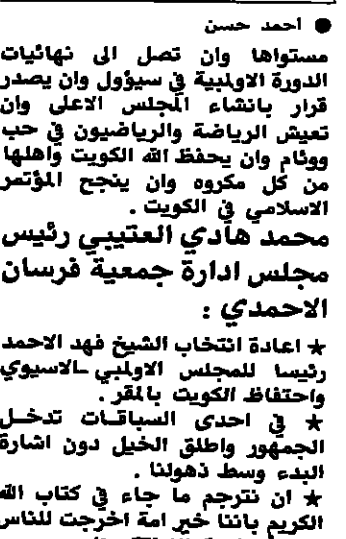 ● احمد حسن
مستواها وان تصل الى نهائيات
الدورة الاولمبية في سيؤول وان يصدر
قرار بانشاء المجلس الاعلى وان
تعيش الرياضة والرياضيون في حب
ووئام وان يحفظ الله الكويت واهلها
من كل مكروه وان ينجح المؤتمر
الاسلامي في الكويت .
محمد هادي العتيبي رئيس
مجلس ادارة جمعية فرسان
الاحمدي :
★ اعادة انتخاب الشيخ فهد الاحمد
رئيسا للمجلس الاولمبي ـالاسيوي
واحتفاظ الكويت بالمقر .
★ في احدى السباقات تدخل
الجمهور واطلق الخيل دون اشارة
البدء وسط ذهولنا .
★ ان نترجم ما جاء في كتاب الله
الكريم باننا خير امة اخرجت للناس